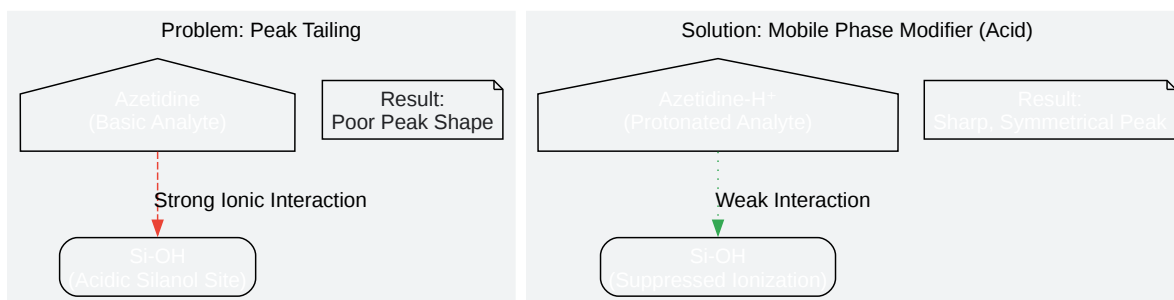 Problem: Peak Tailing
Azetidine
(Basic Analyte)
Result:
Poor Peak Shape
Strong Ionic Interaction
Si-OH
(Acidic Silanol Site)
Solution: Mobile Phase Modifier (Acid)
Azetidine-H⁺
(Protonated Analyte)
Result:
Sharp, Symmetrical Peak
Weak Interaction
Si-OH
(Suppressed Ionization)